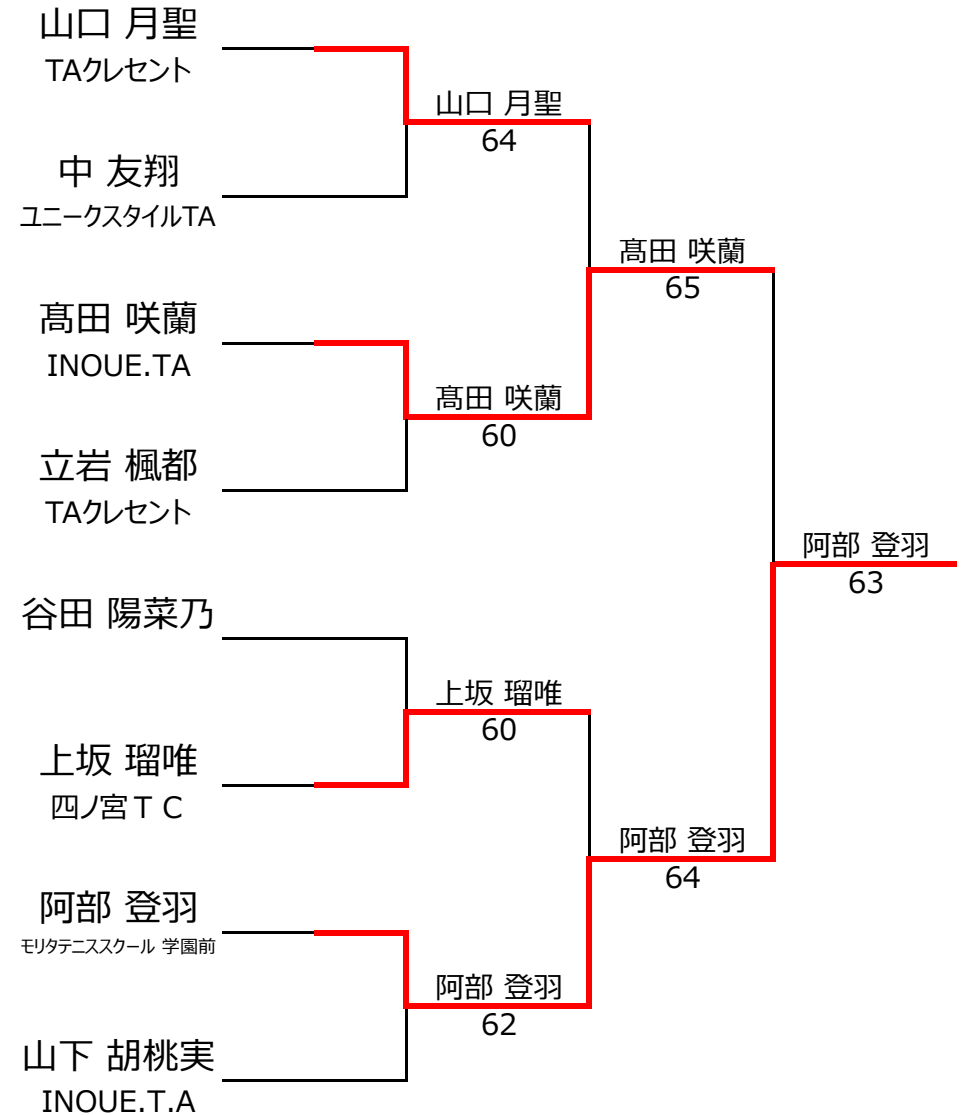 山口 月聖
TAクレセント
山口 月聖
64
中 友翔
ユニークスタイルTA
髙田 咲蘭
65
髙田 咲蘭
INOUE.TA
髙田 咲蘭
60
立岩 楓都
TAクレセント
阿部 登羽
63
谷田 陽菜乃
上坂 瑠唯
60
上坂 瑠唯
四ノ宮ＴＣ
阿部 登羽
64
阿部 登羽
モリタテニススクール 学園前
阿部 登羽
62
山下 胡桃実
INOUE.T.A